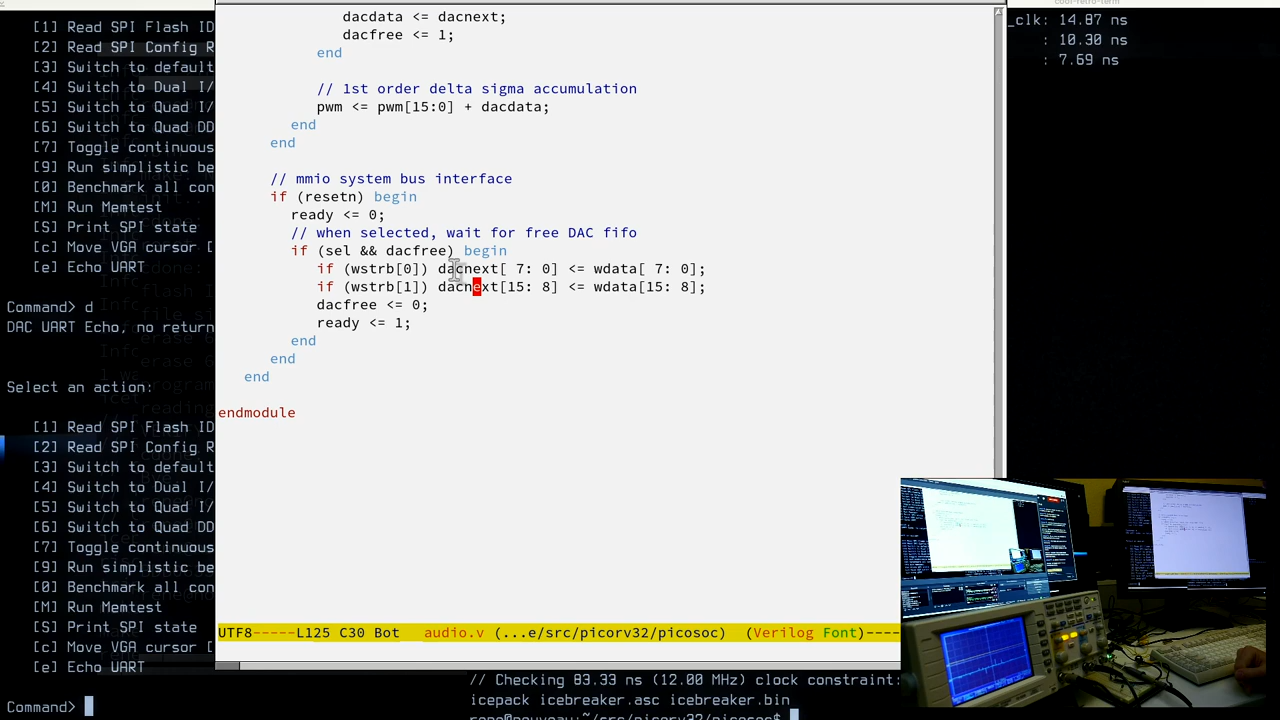 [1] Read SPI Flash ID
[2] Read SPI Config R
[3] Switch to default
[4] Switch to Dual I/
[5] Switch to Quad I/
[6] Switch to Quad DD
[7] Toggle continuous
[9] Run simplistic be
[0] Benchmark all con
[M] Run Memtest
[S] Print SPI state
[c] Move VGA cursor [
[e] Echo UART
Command> d
DAC UART Echo, no return
Select an action:
[1] Read SPI Flash ID
[2] Read SPI Config R
[3] Switch to default
[4] Switch to Dual I/
[5] Switch to Quad I/
[6] Switch to Quad DD
[7] Toggle continuous
[9] Run simplistic be
[0] Benchmark all con
[M] Run Memtest
[S] Print SPI state
[c] Move VGA cursor [
[e] Echo UART
Command>
dacdata <= dacnext;
dacfree <= 1;
end
// 1st order delta sigma accumulation
pwm <= pwm[15:0] + dacdata;
end
end
// mmio system bus interface
if (resetn) begin
ready <= 0;
// when selected, wait for free DAC fifo
if (sel && dacfree) begin
if (wstrb[0]) dacnext[ 7: 0] <= wdata[ 7: 0];
if (wstrb[1]) dacnext[15: 8] <= wdata[15: 8];
dacfree <= 0;
ready <= 1;
end
end
end
endmodule
UTF8-----L125 C30 Bot audio.v (...e/src/picorv32/picosoc) (Verilog Font)----
cool-retro-term
_clk: 14.87 ns
: 10.30 ns
: 7.69 ns
// Checking 83.33 ns (12.00 MHz) clock constraint:
icepack icebreaker.asc icebreaker.bin